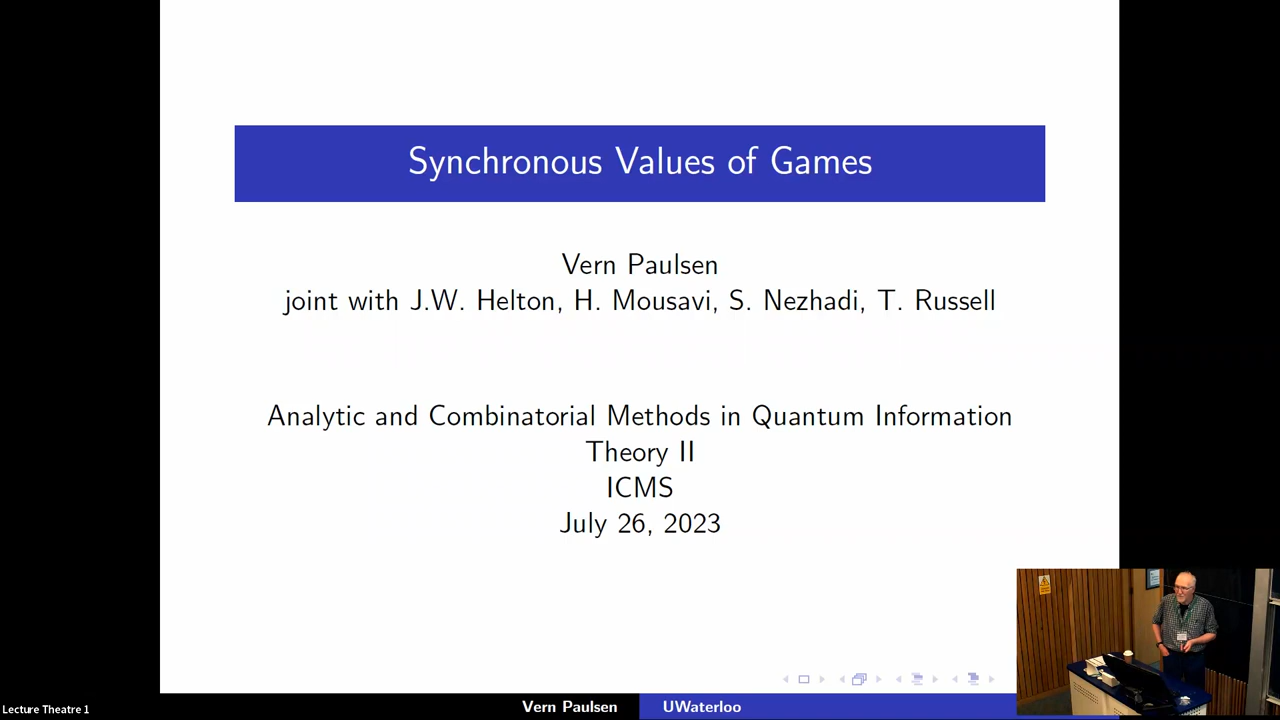 Synchronous Values of Games
Vern Paulsen
joint with J.W. Helton, H. Mousavi, S. Nezhadi, T. Russell
Analytic and Combinatorial Methods in Quantum Information
Theory II
ICMS
July 26, 2023
Lecture Theatre 1
Vern Paulsen
UWaterloo